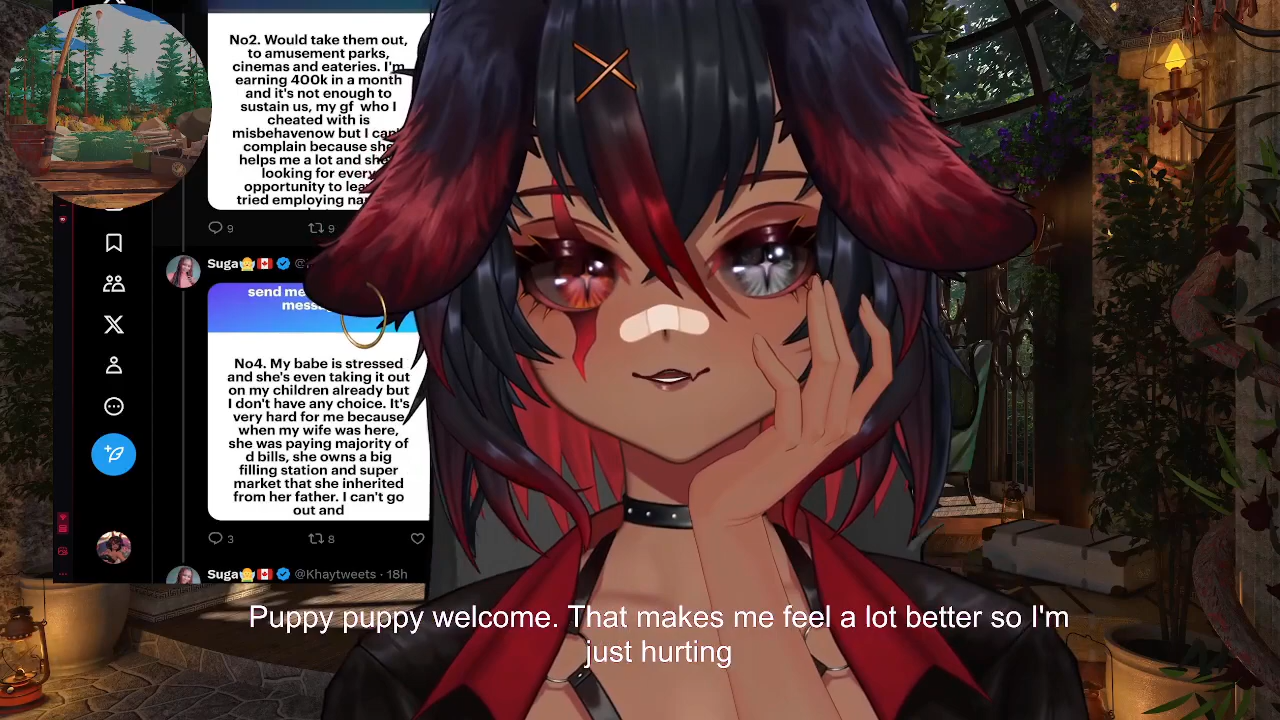 No2. Would take them out,
to amusement parks,
cinemas and eateries. I'm
earning 400k in a month
and it's not enough to
sustain us, my gf who I
cheated with is
misbehavenow but I can't
complain because she
helps me a lot and she
looking for every
opportunity to
tried employing
9
9
Suga
send me
No4. My babe is stressed
and she's even taking it out
on my children already but
I don't have any choice. It's
very hard for me because
when my wife was here,
she was paying majority of
d bills, she owns a big
filling station and super
market that she inherited
from her father. I can't go
out and
3
8
Suga @Khaytweets · 18h
Puppy puppy welcome. That makes me feel a lot better so I'm
just hurting